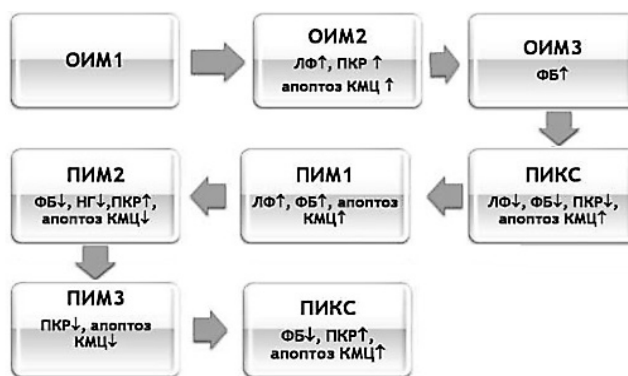 ОИМ1
ОИМ2
ЛФ↑, ПКР ↑
апоптоз КМЦ ↑
ОИМ3
ФБ↑
ПИМ2
ФБ↓, НГ↓,ПКР↑,
апоптоз КМЦ↓
ПИМ1
ЛФ↑, ФБ↑, апоптоз
КМЦ↑
ПИКС
ЛФ↓, ФБ↓, ПКР↓,
апоптоз КМЦ↑
ПИМ3
ПКР↓, апоптоз
КМЦ↓
ПИКС
ФБ↓, ПКР↑,
апоптоз КМЦ↑